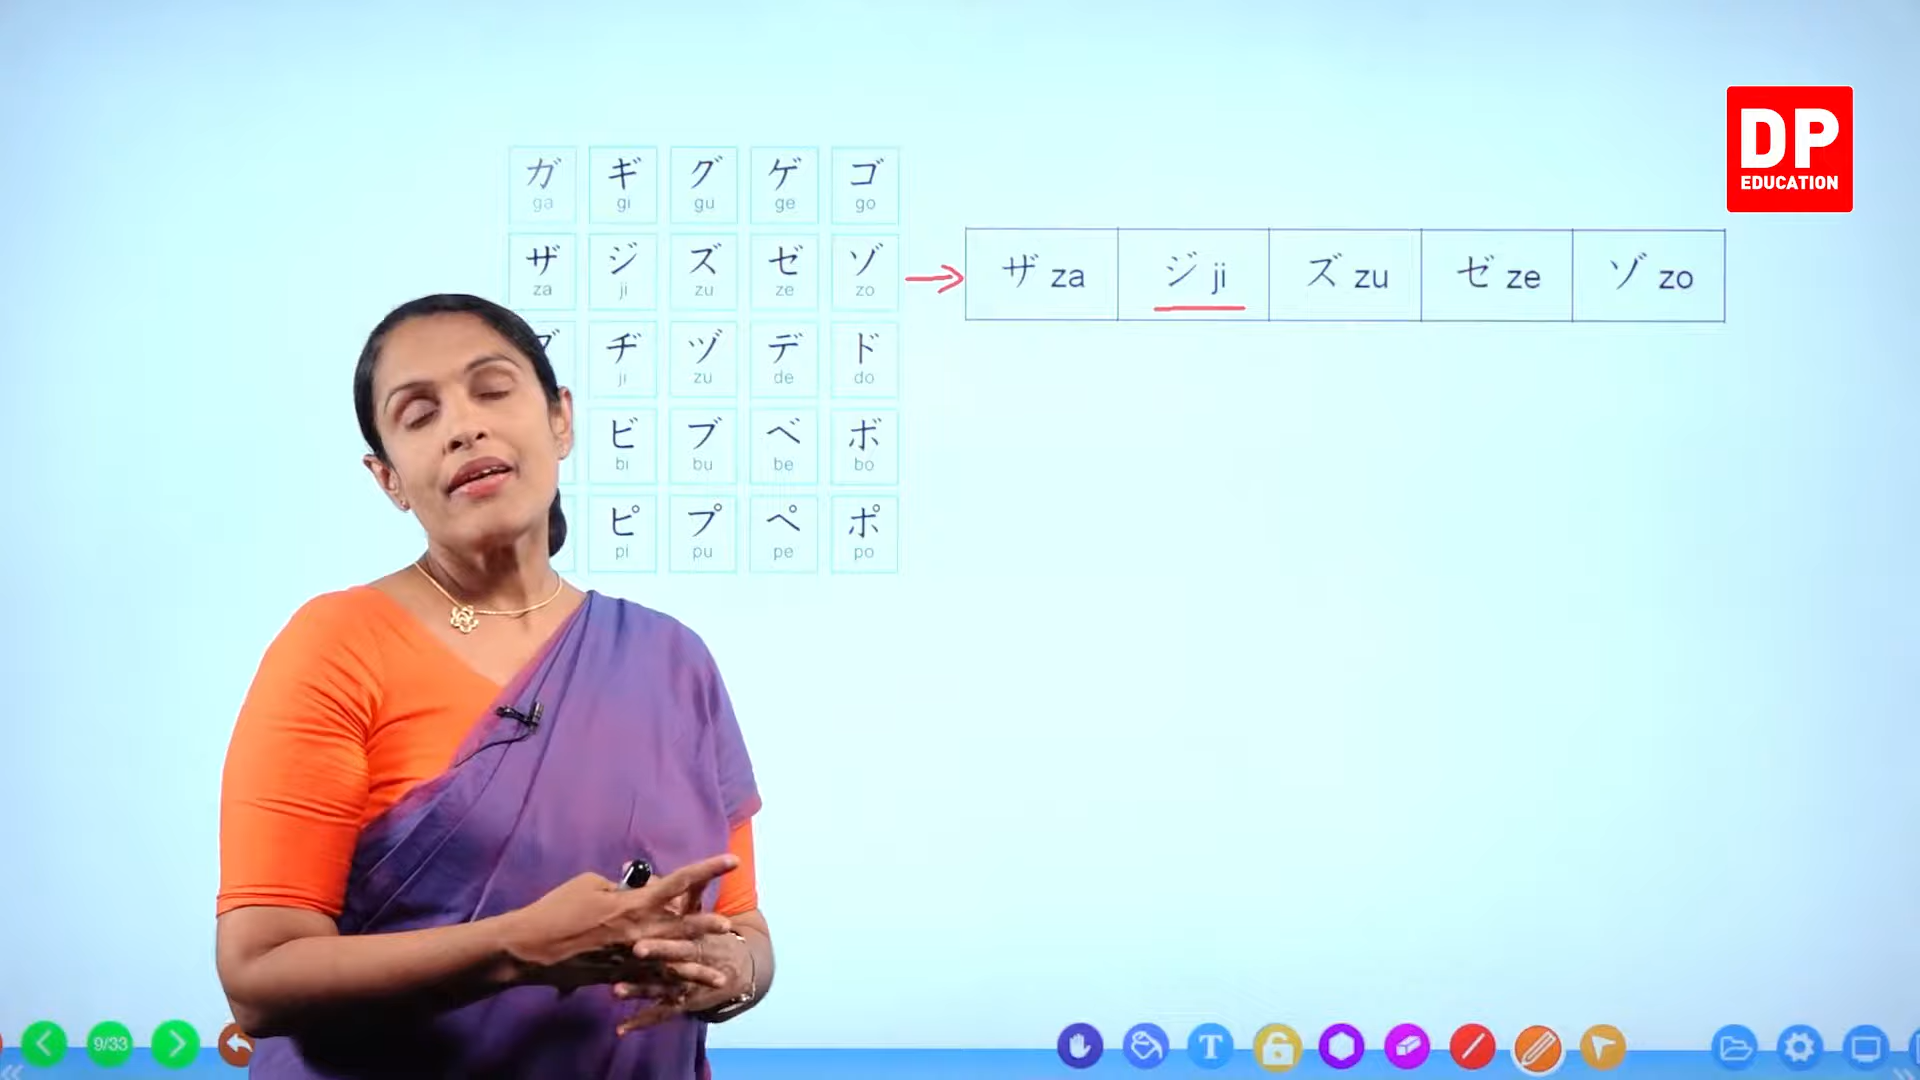 DP
EDUCATION
ガ ギ グ ゲ ゴ
ga gi gu ge go
ザ ジ ズ ゼ ゾ
za ji zu ze zo
ザ za ジ ji ズ zu ゼ ze ゾ zo
ヂ ヅ デ ド
ji zu de do
ビ ブ ベ ボ
bi bu be bo
ピ プ ペ ポ
pi pu pe po
9/33
T